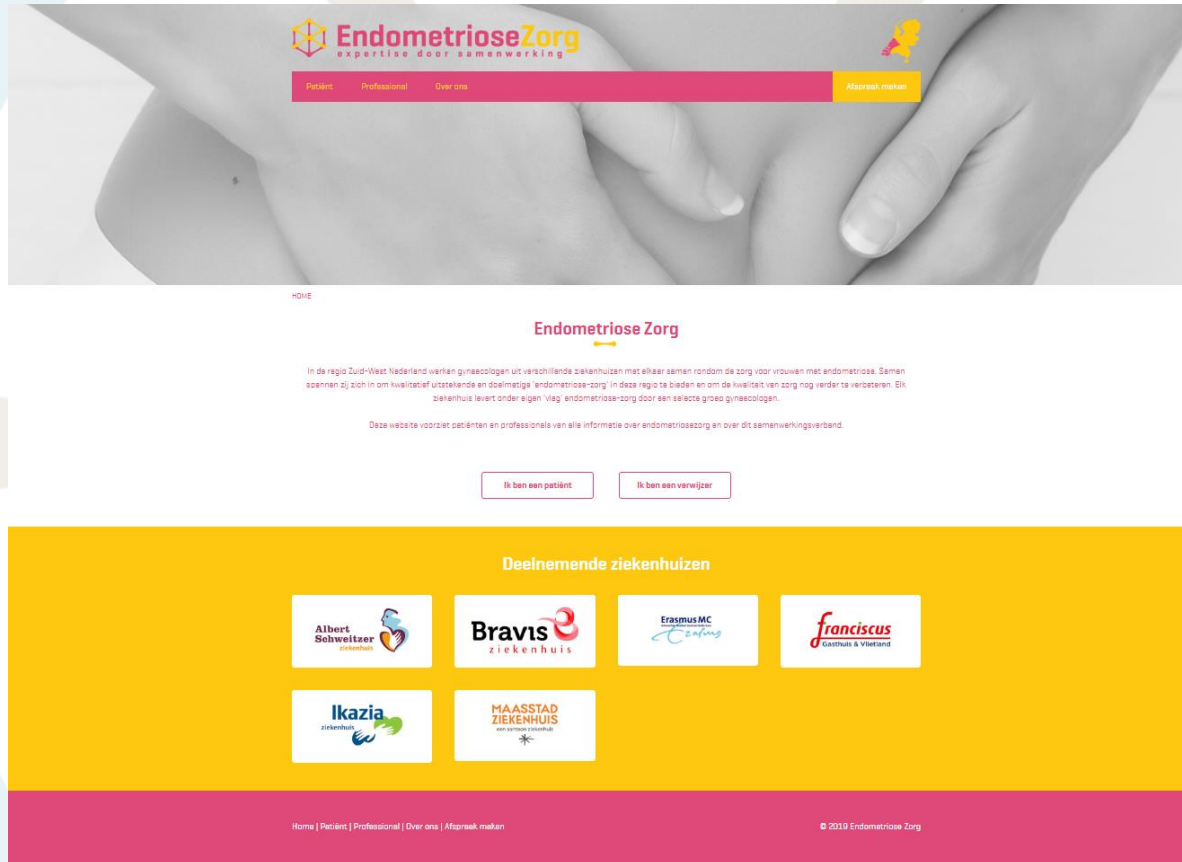 EndometrioseZorg
expertise door samenwerking
Patiënt Professional Over ons Afspraak maken
HOME
Endometriose Zorg
In de regio Zuid-West Nederland werken gynaecologen uit verschillende ziekenhuizen met elkaar samen rondom de zorg voor vrouwen met endometriose. Samen
spannen zij zich in om kwalitatief uitstekende en doelmatige 'endometriose-zorg' in deze regio te bieden en om de kwaliteit van zorg nog verder te verbeteren. Elk
ziekenhuis levert onder eigen 'vlag' endometriose-zorg door een selecte groep gynaecologen.
Deze website voorziet patiënten en professionals van alle informatie over endometriosezorg en over dit samenwerkingsverband.
Ik ben een patiënt Ik ben een verwijzer
Deelnemende ziekenhuizen
Albert
Schweitzer
ziekenhuis
Bravis
ziekenhuis
Erasmus MC
Erasmus
franciscus
Gasthuis & Vlietland
Ikazia
ziekenhuis
MAASSTAD
ZIEKENHUIS
een santeon ziekenhuis
Home | Patiënt | Professional | Over ons | Afspraak maken © 2019 Endometriose Zorg